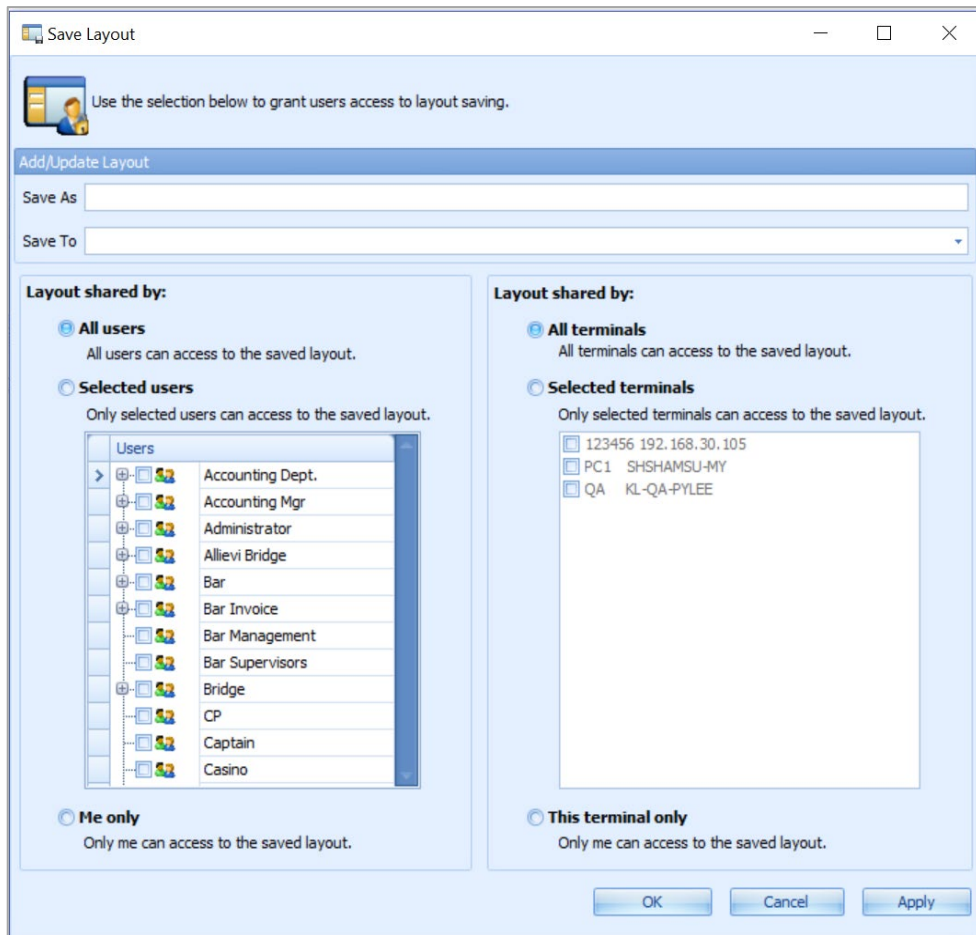 Save Layout
Use the selection below to grant users access to layout saving.
Add/Update Layout
Save As
Save To
Layout shared by:
All users
All users can access to the saved layout.
Selected users
Only selected users can access to the saved layout.
Users
Accounting Dept.
Accounting Mgr
Administrator
Allievi Bridge
Bar
Bar Invoice
Bar Management
Bar Supervisors
Bridge
CP
Captain
Casino
Me only
Only me can access to the saved layout.
Layout shared by:
All terminals
All terminals can access to the saved layout.
Selected terminals
Only selected terminals can access to the saved layout.
123456 192.168.30.105
PC1 SHSHAMSU-MY
QA KL-QA-PYLEE
This terminal only
Only me can access to the saved layout.
OK Cancel Apply